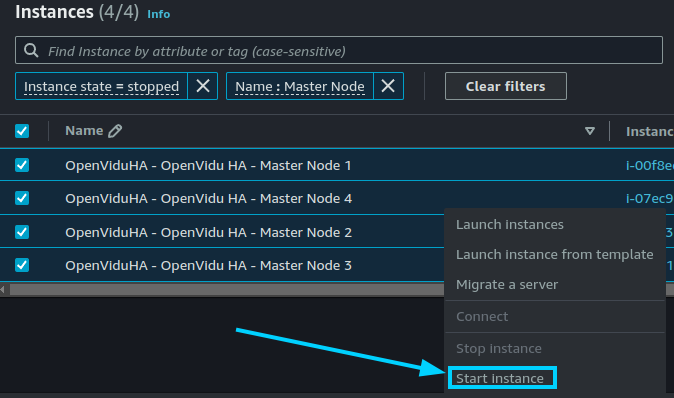 Instances (4/4) Info
Find Instance by attribute or tag (case-sensitive)
Instance state = stopped
Name : Master Node
Clear filters
Name
Instanc
OpenViduHA - OpenVidu HA - Master Node 1
i-00f8e
OpenViduHA - OpenVidu HA - Master Node 4
i-07ec9
OpenViduHA - OpenVidu HA - Master Node 2
3
OpenViduHA - OpenVidu HA - Master Node 3
1
Launch instances
Launch instance from template
Migrate a server
Connect
Stop instance
Start instance